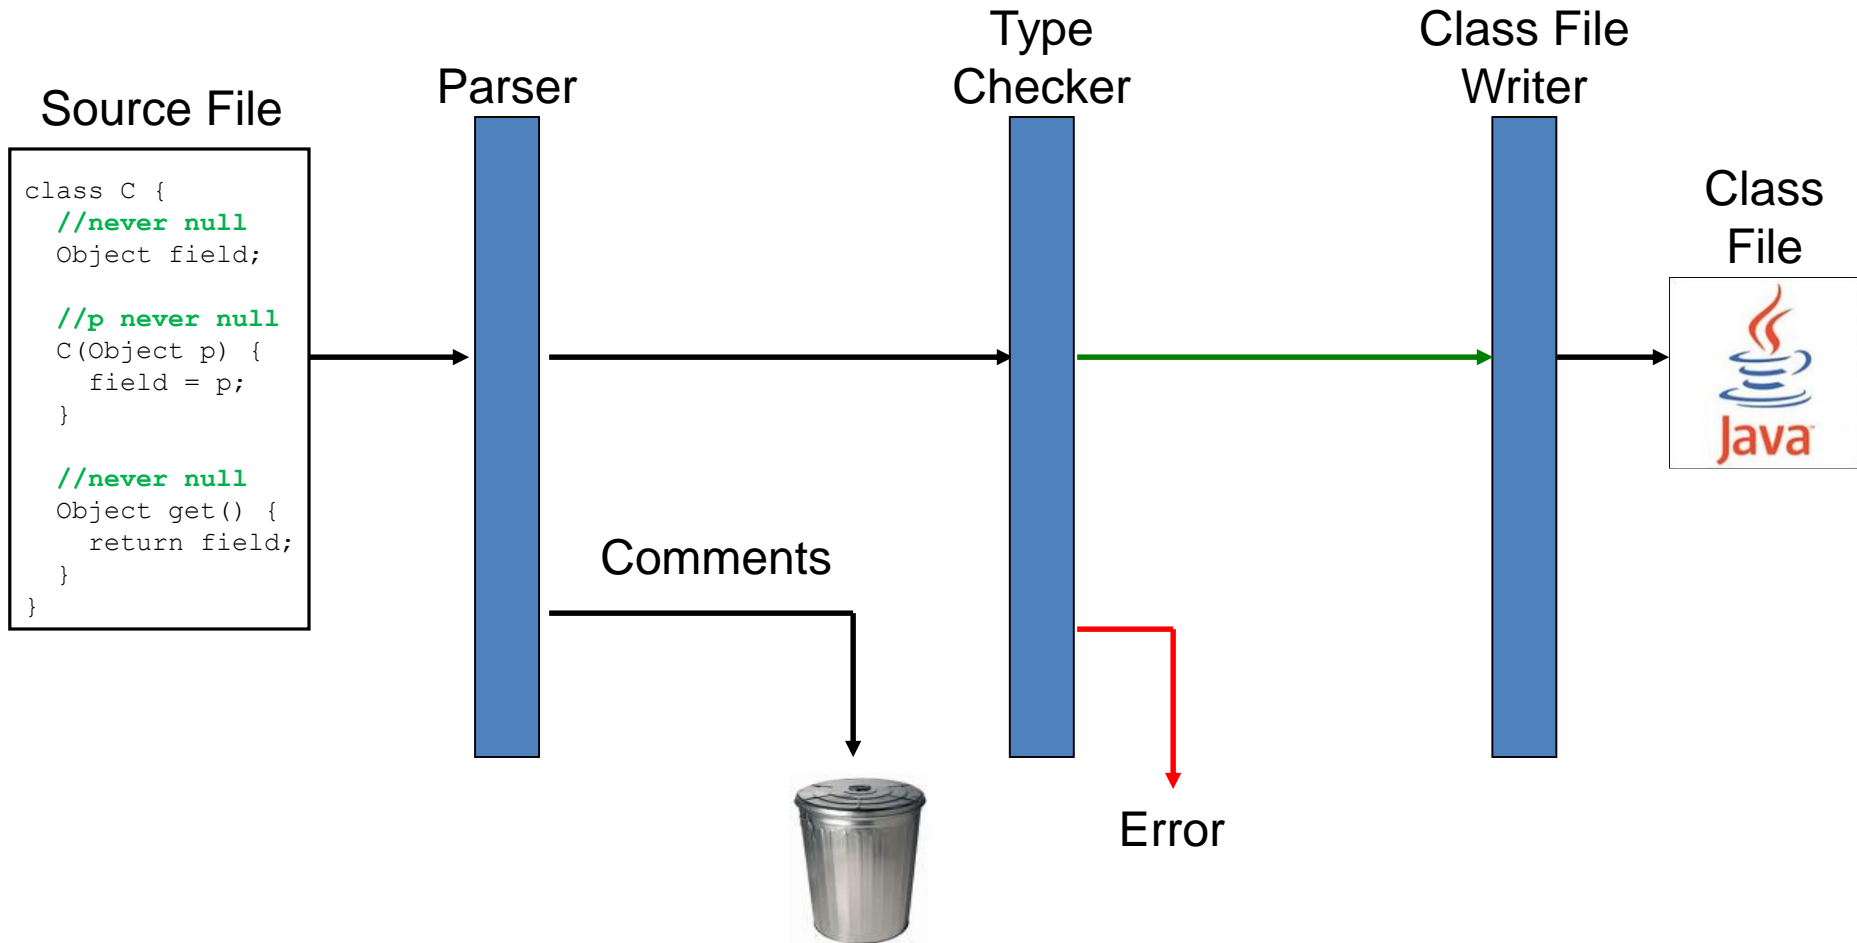 Source File
class C {
//never null
Object field;
//p never null
C(Object p) {
field = p;
}
//never null
Object get() {
return field;
}
}
Parser
Comments
Type
Checker
Error
Class File
Writer
Class
File
Java™